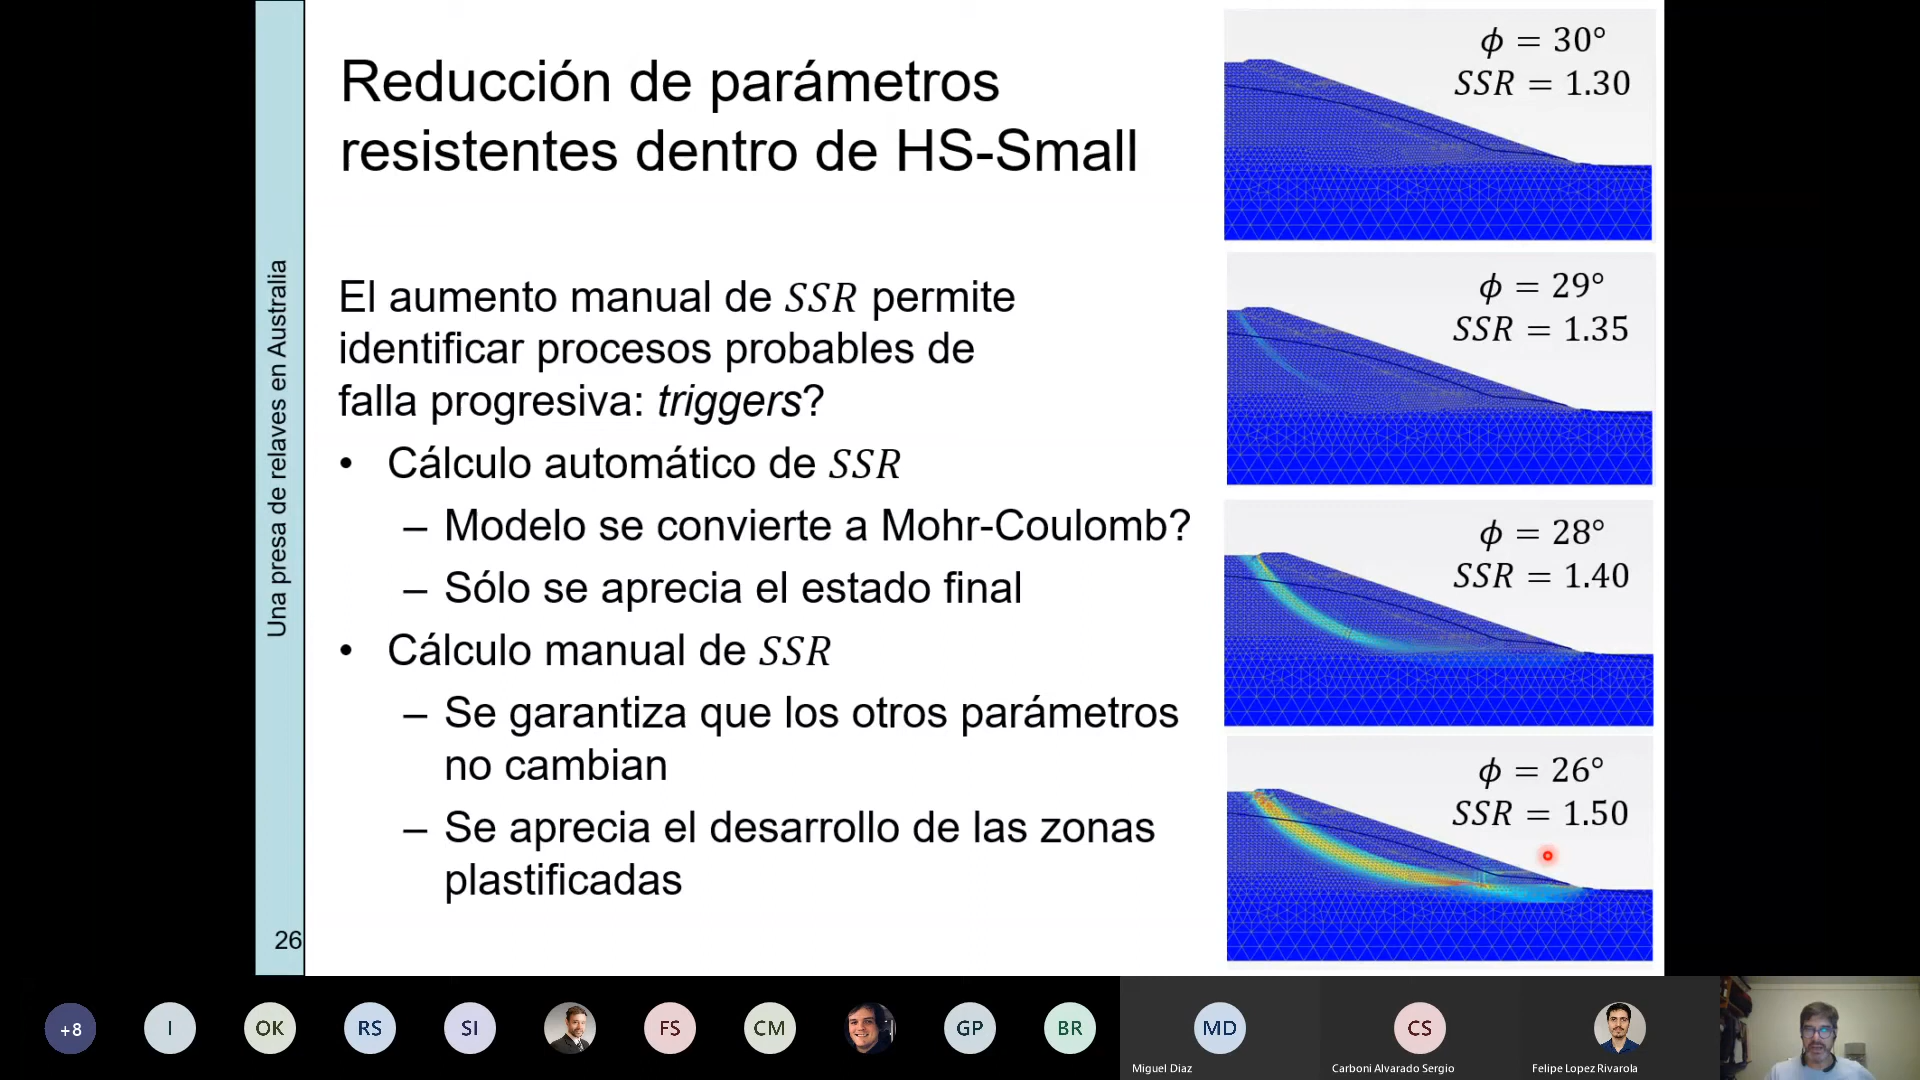 Reducción de parámetros
resistentes dentro de HS-Small
El aumento manual de SSR permite
identificar procesos probables de
falla progresiva: triggers?
• Cálculo automático de SSR
– Modelo se convierte a Mohr-Coulomb?
– Sólo se aprecia el estado final
• Cálculo manual de SSR
– Se garantiza que los otros parámetros
no cambian
– Se aprecia el desarrollo de las zonas
plastificadas
ϕ = 30°
SSR = 1.30
ϕ = 29°
SSR = 1.35
ϕ = 28°
SSR = 1.40
ϕ = 26°
SSR = 1.50
Una presa de relaves en Australia
26
+8
I
OK
RS
SI
FS
CM
GP
BR
MD
Miguel Diaz
CS
Carboni Alvarado Sergio
Felipe Lopez Rivarola